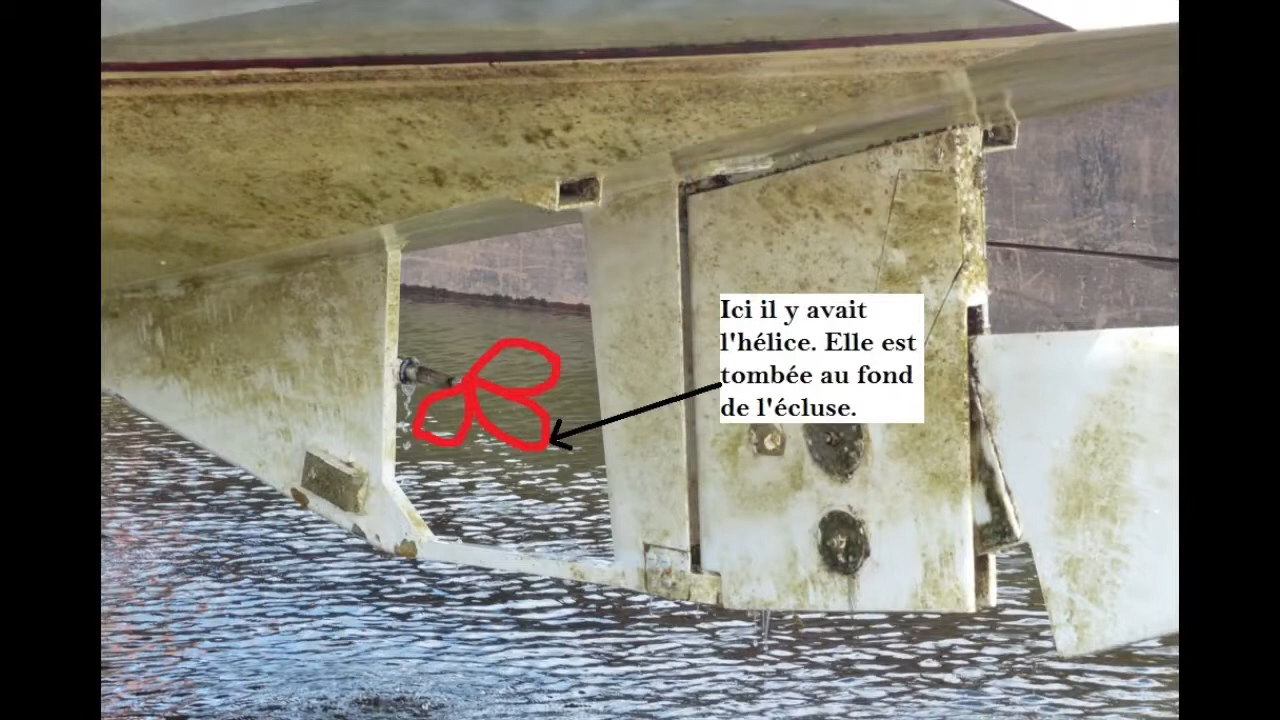 Ici il y avait
l'hélice. Elle est
tombée au fond
de l'écluse.